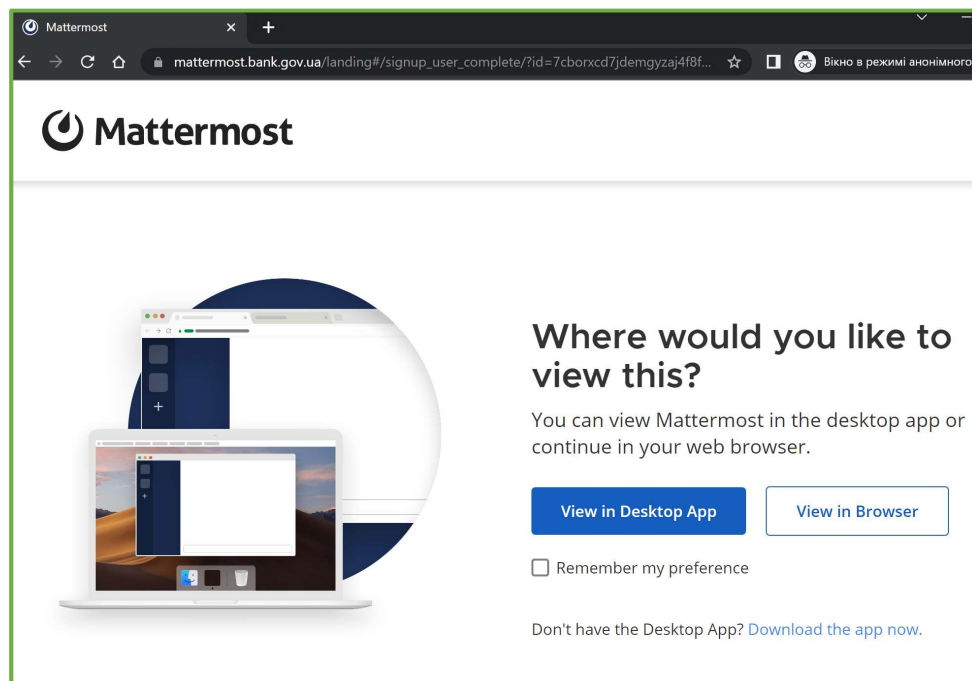 Mattermost
mattermost.bank.gov.ua/landing#/signup_user_complete/?id=7cborxcd7jdemgyzaj4f8f...
Вікно в режимі анонімного
Mattermost
Where would you like to
view this?
You can view Mattermost in the desktop app or
continue in your web browser.
View in Desktop App
View in Browser
Remember my preference
Don't have the Desktop App? Download the app now.